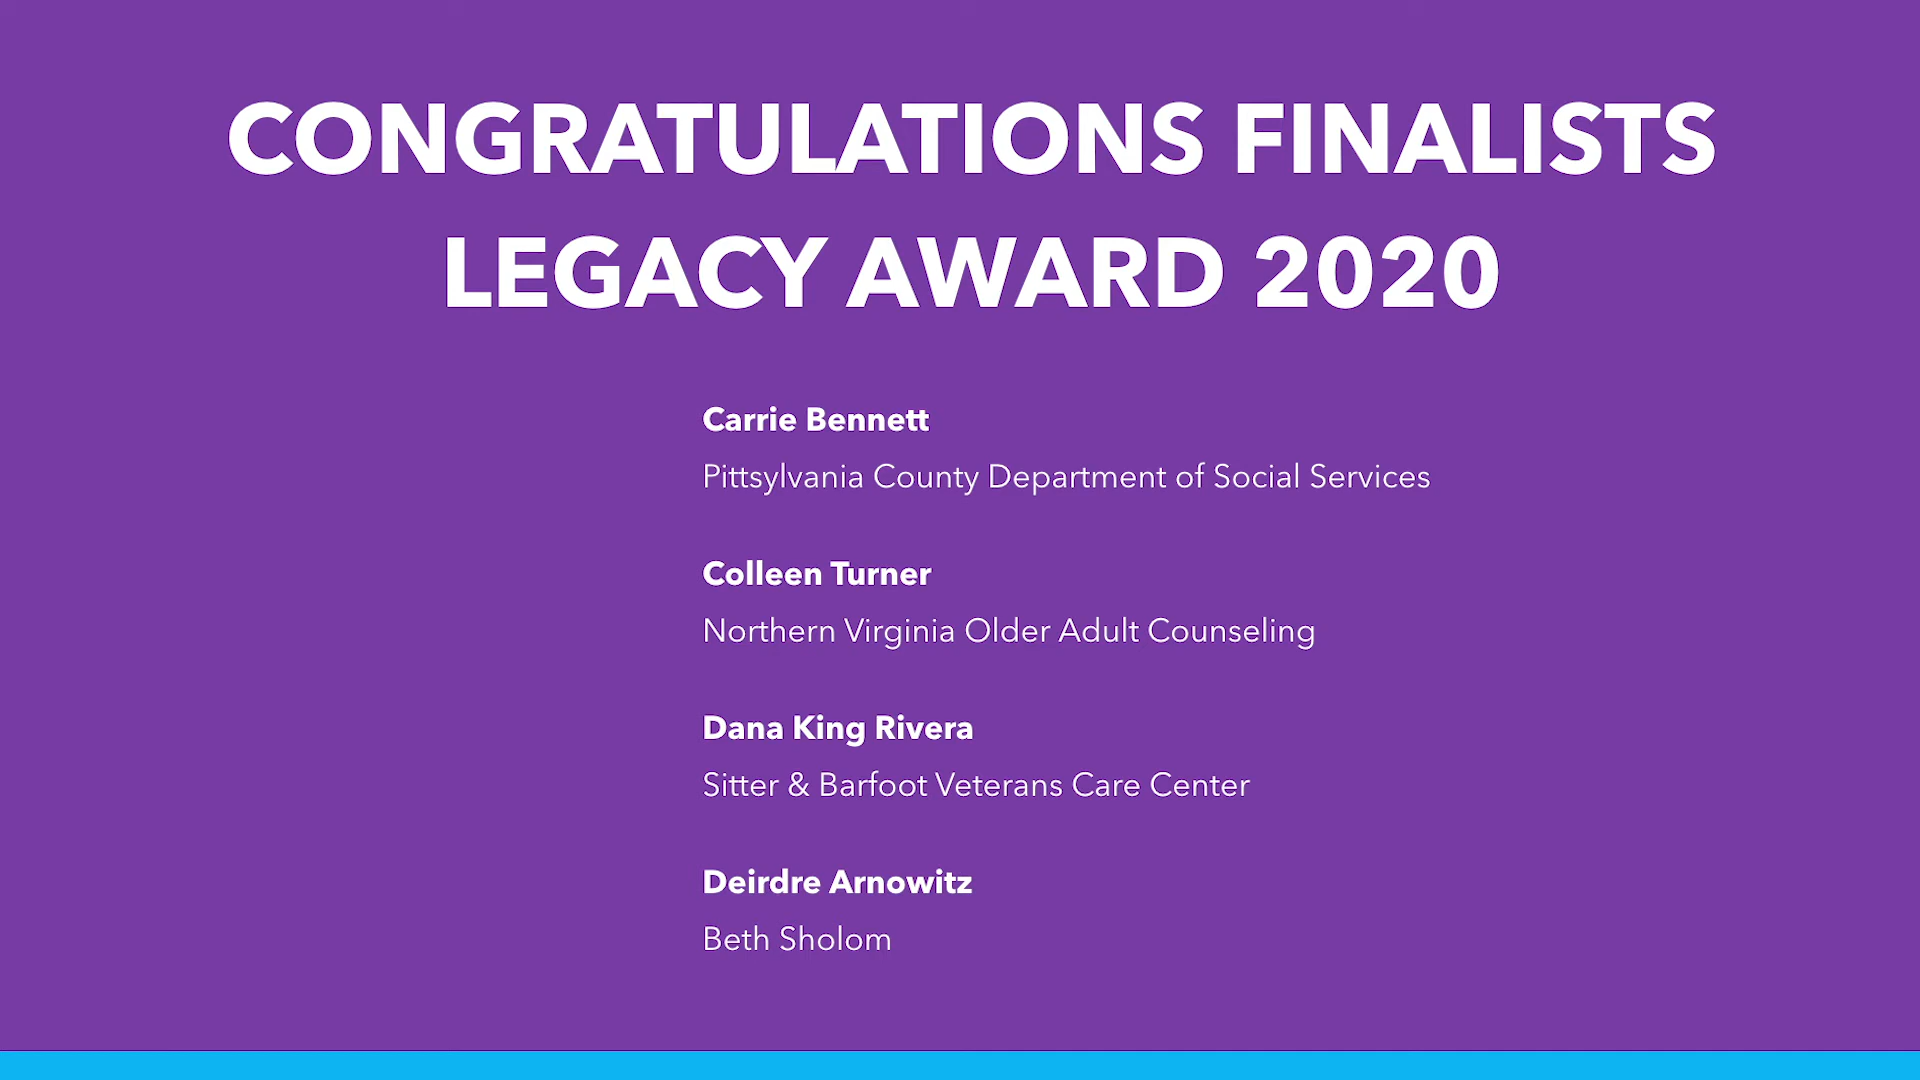 CONGRATULATIONS FINALISTS
LEGACY AWARD 2020
Carrie Bennett
Pittsylvania County Department of Social Services
Colleen Turner
Northern Virginia Older Adult Counseling
Dana King Rivera
Sitter & Barfoot Veterans Care Center
Deirdre Arnowitz
Beth Sholom